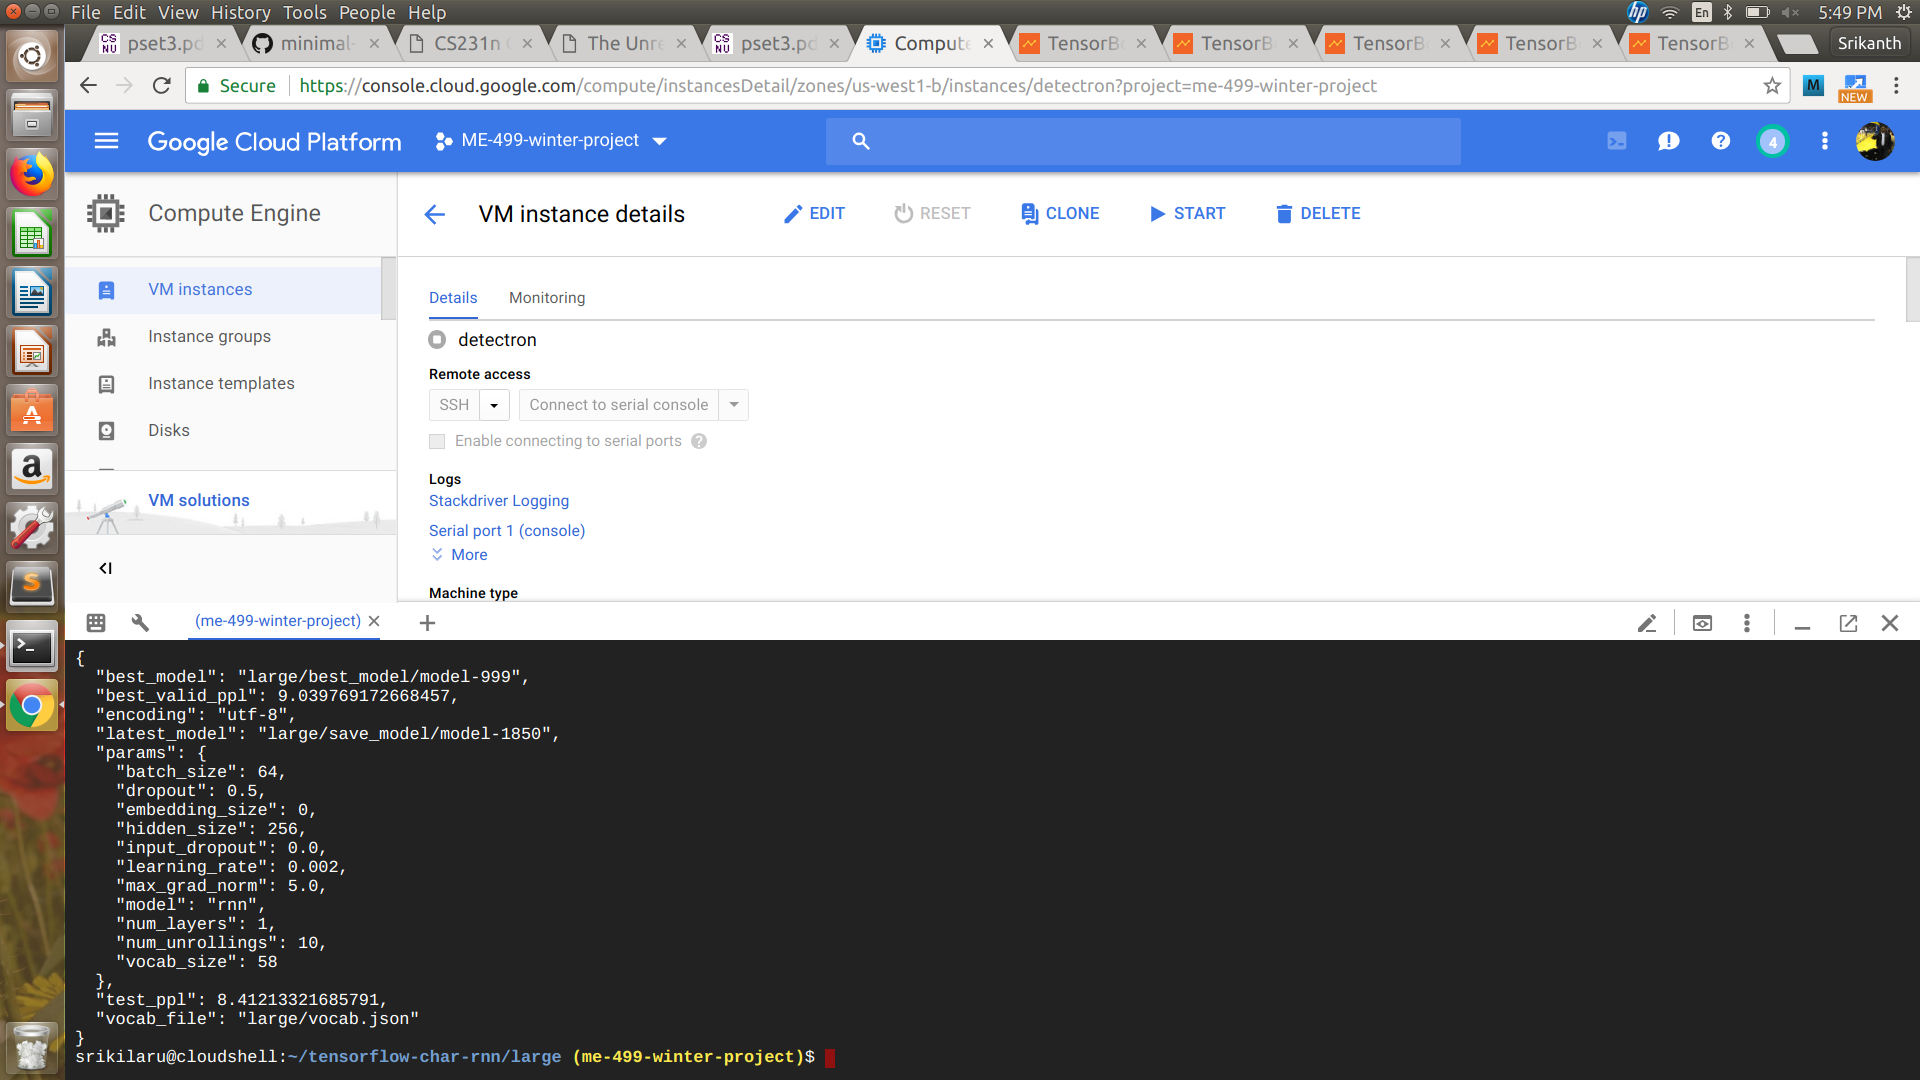 File Edit View History Tools People Help
hp En 5:49 PM
pset3.pd minimal- CS231n The Unre pset3.pd Compute TensorBo TensorBo TensorBo TensorBo TensorBo Srikanth
Secure https://console.cloud.google.com/compute/instancesDetail/zones/us-west1-b/instances/detectron?project=me-499-winter-project M NEW
Google Cloud Platform ME-499-winter-project 4
Compute Engine
VM instance details EDIT RESET CLONE START DELETE
VM instances
Instance groups
Instance templates
Disks
VM solutions
Details Monitoring
detectron
Remote access
SSH Connect to serial console
Enable connecting to serial ports ?
Logs
Stackdriver Logging
Serial port 1 (console)
More
Machine type
(me-499-winter-project)
{
"best_model": "large/best_model/model-999",
"best_valid_ppl": 9.039769172668457,
"encoding": "utf-8",
"latest_model": "large/save_model/model-1850",
"params": {
"batch_size": 64,
"dropout": 0.5,
"embedding_size": 0,
"hidden_size": 256,
"input_dropout": 0.0,
"learning_rate": 0.002,
"max_grad_norm": 5.0,
"model": "rnn",
"num_layers": 1,
"num_unrollings": 10,
"vocab_size": 58
},
"test_ppl": 8.41213321685791,
"vocab_file": "large/vocab.json"
}
srikilaru@cloudshell:~/tensorflow-char-rnn/large (me-499-winter-project)$